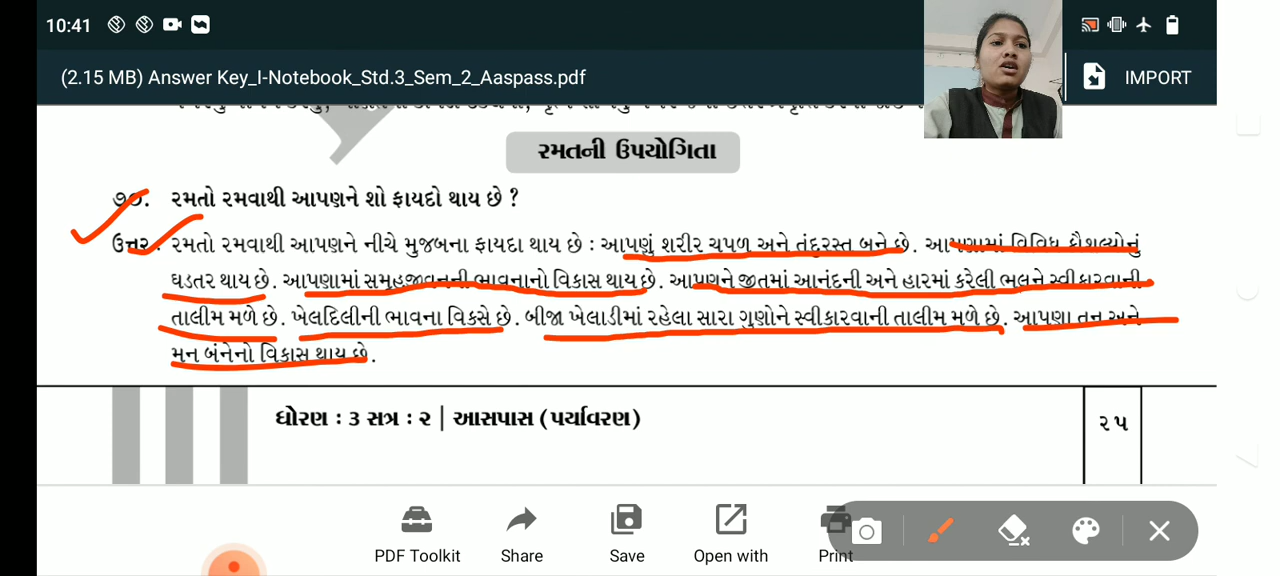 10:41
(2.15 MB) Answer Key_I-Notebook_Std.3_Sem_2_Aaspass.pdf
IMPORT
રમતની ઉપયોગિતા
૭૭. રમતો રમવાથી આપણને શો ફાયદો થાય છે ?
ઉત્તર : રમતો રમવાથી આપણને નીચે મુજબના ફાયદા થાય છે : આપણું શરીર ચપળ અને તંદુરસ્ત બને છે. આપણામાં વિવિધ કૌશલ્યોનું
ઘડતર થાય છે. આપણામાં સમૂહજીવનની ભાવનાનો વિકાસ થાય છે. આપણને જીતમાં આનંદની અને હારમાં કરેલી ભૂલને સ્વીકારવાની
તાલીમ મળે છે. ખેલદિલીની ભાવના વિકસે છે. બીજા ખેલાડીમાં રહેલા સારા ગુણોને સ્વીકારવાની તાલીમ મળે છે. આપણા તન અને
મન બંનેનો વિકાસ થાય છે.
ધોરણ : 3 સત્ર : ૨ | આસપાસ (પર્યાવરણ)
૨૫
PDF Toolkit
Share
Save
Open with
Print